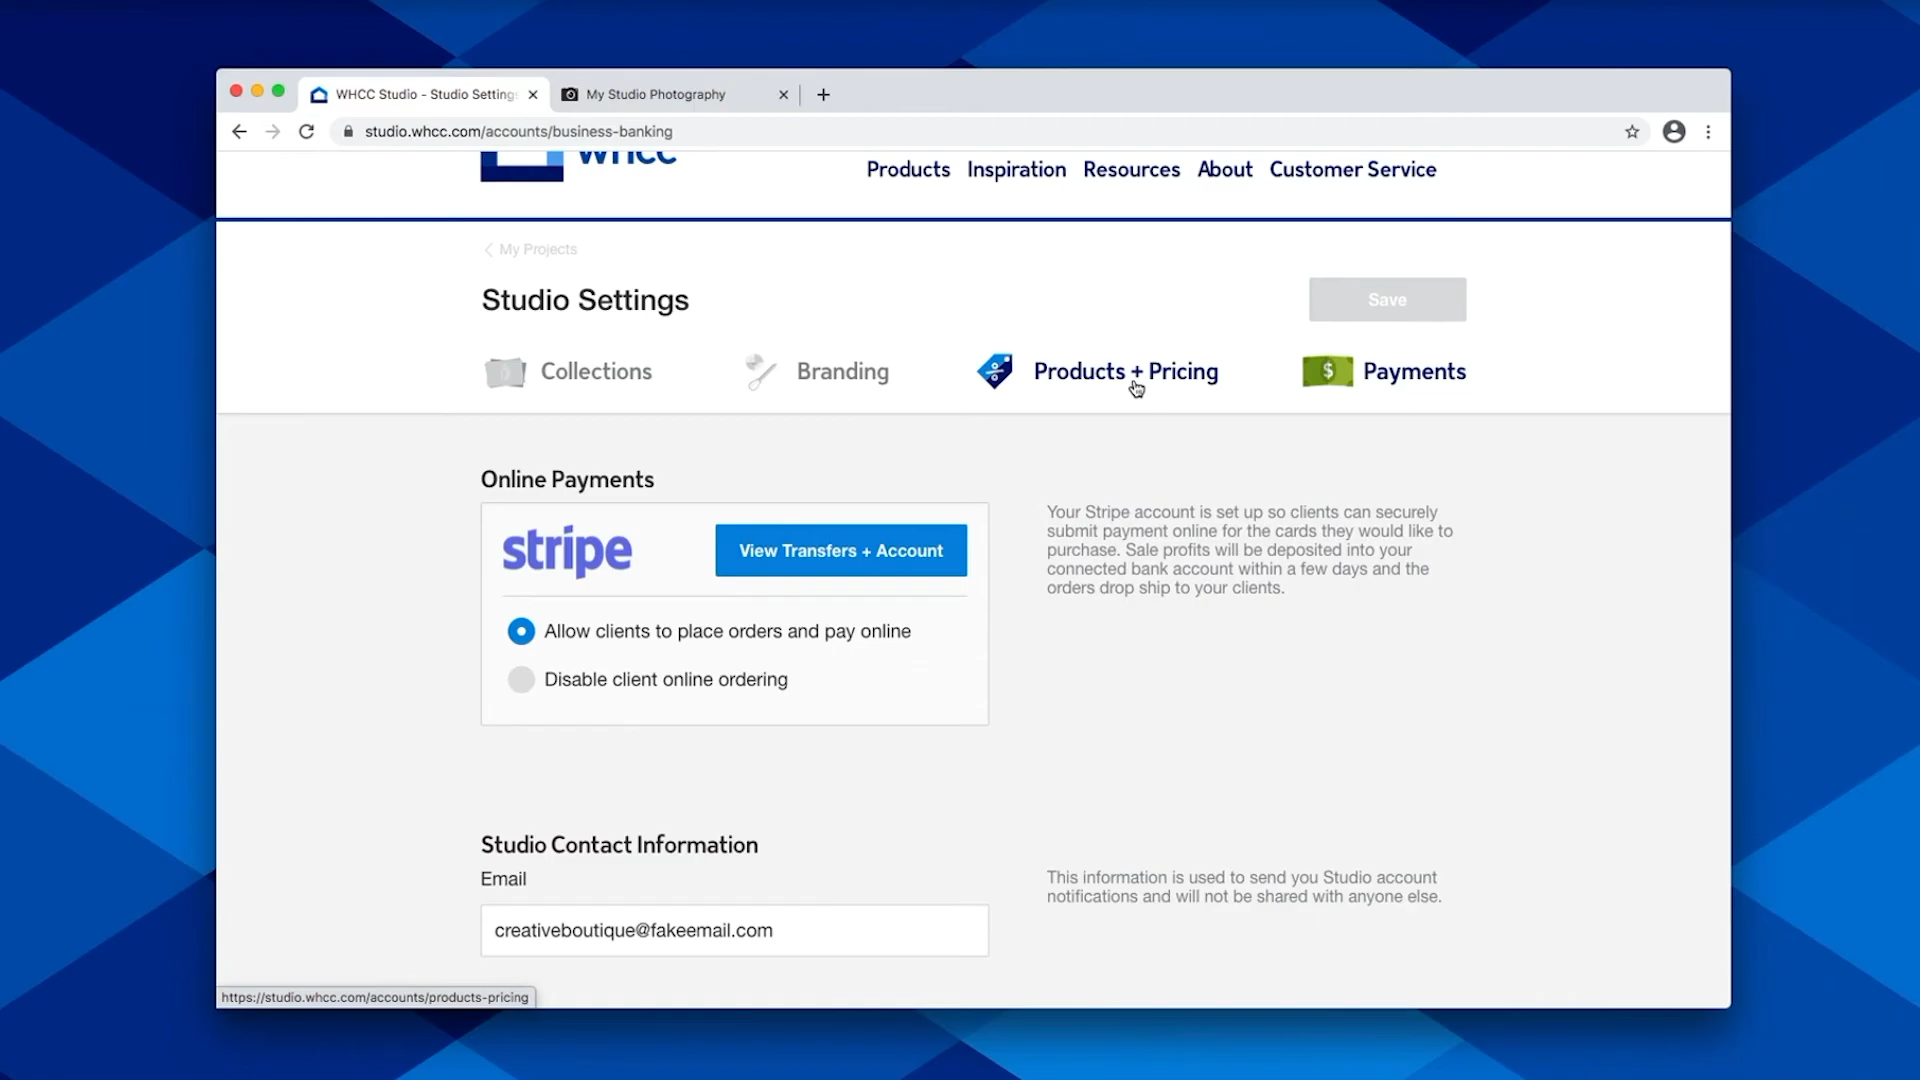 WHCC Studio - Studio Settings
My Studio Photography
studio.whcc.com/accounts/business-banking
whcc
Products Inspiration Resources About Customer Service
My Projects
Studio Settings
Save
Collections
Branding
Products + Pricing
$ Payments
Online Payments
stripe
View Transfers + Account
Allow clients to place orders and pay online
Disable client online ordering
Your Stripe account is set up so clients can securely
submit payment online for the cards they would like to
purchase. Sale profits will be deposited into your
connected bank account within a few days and the
orders drop ship to your clients.
Studio Contact Information
Email
creativeboutique@fakeemail.com
This information is used to send you Studio account
notifications and will not be shared with anyone else.
https://studio.whcc.com/accounts/products-pricing